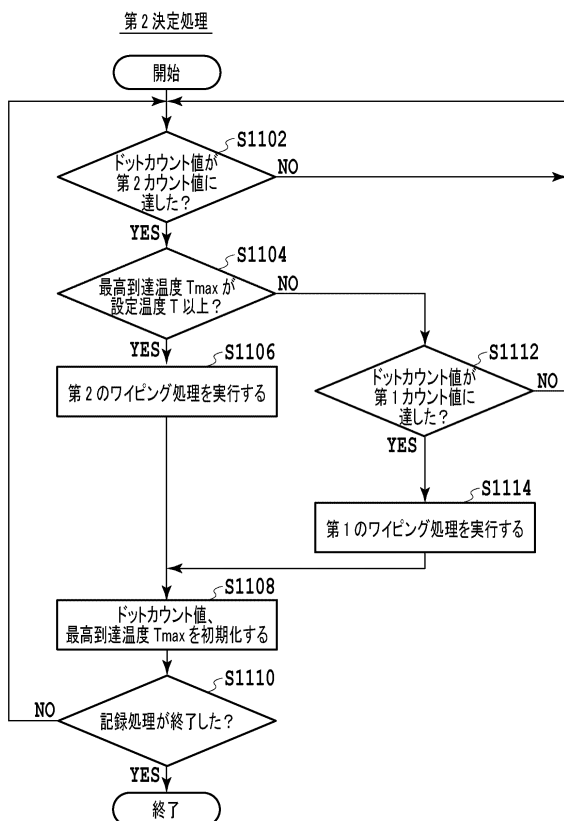 第2決定処理
開始
S1102
ドットカウント値が
第2カウント値に
達した?
NO
YES
S1104
最高到達温度 Tmax が
設定温度 T 以上?
NO
YES
S1106
第2のワイピング処理を実行する
S1112
ドットカウント値が
第1カウント値に
達した?
NO
YES
S1114
第1のワイピング処理を実行する
S1108
ドットカウント値、
最高到達温度 Tmax を初期化する
S1110
記録処理が終了した?
NO
YES
終了